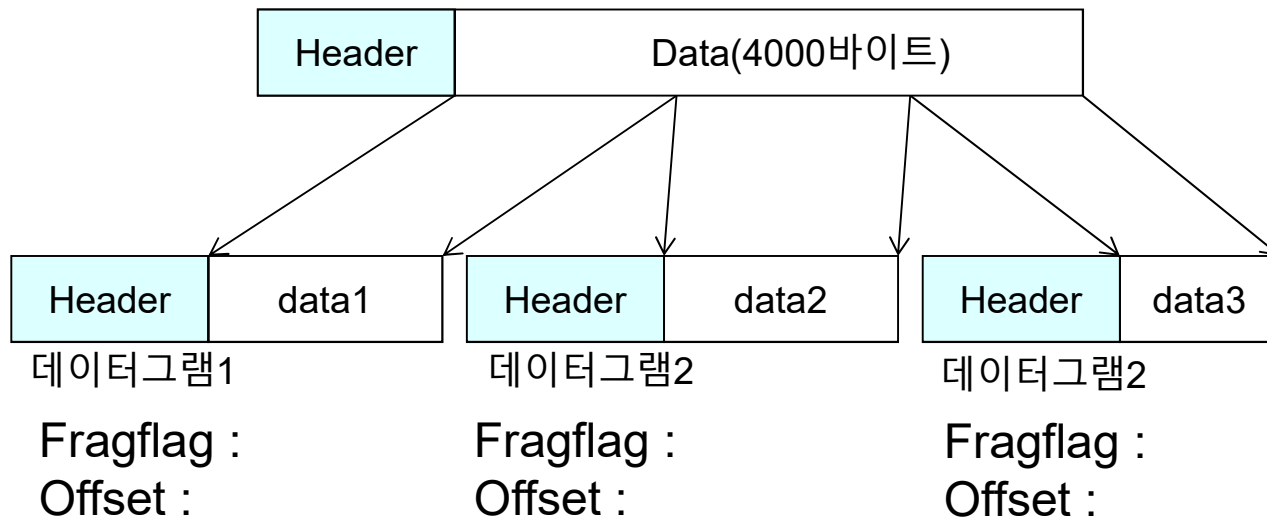 Header Data(4000바이트)
Header data1 Header data2 Header data3
데이터그램1 데이터그램2 데이터그램2
Fragflag : Fragflag : Fragflag :
Offset : Offset : Offset :